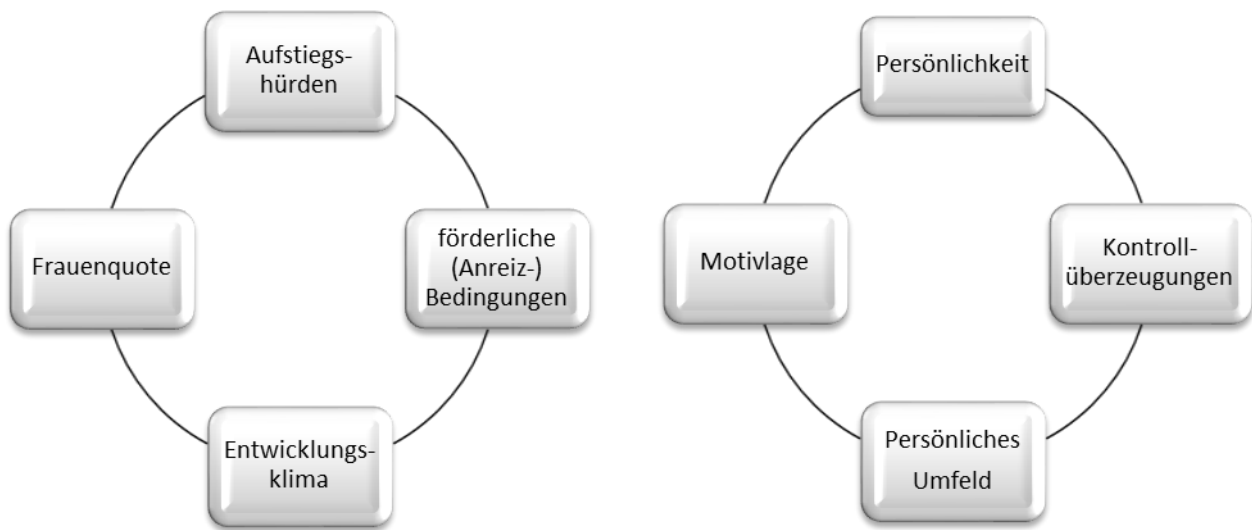 Aufstiegs-
hürden
förderliche
(Anreiz-)
Bedingungen
Entwicklungs-
klima
Frauenquote
Persönlichkeit
Kontroll-
überzeugungen
Persönliches
Umfeld
Motivlage